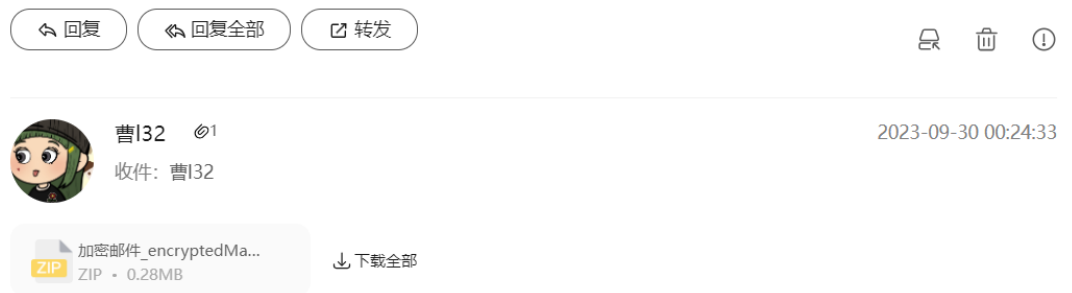 回复 回复全部 转发
曹l32 1 2023-09-30 00:24:33
收件：曹l32
加密邮件_encryptedMa...
ZIP ZIP • 0.28MB 下载全部